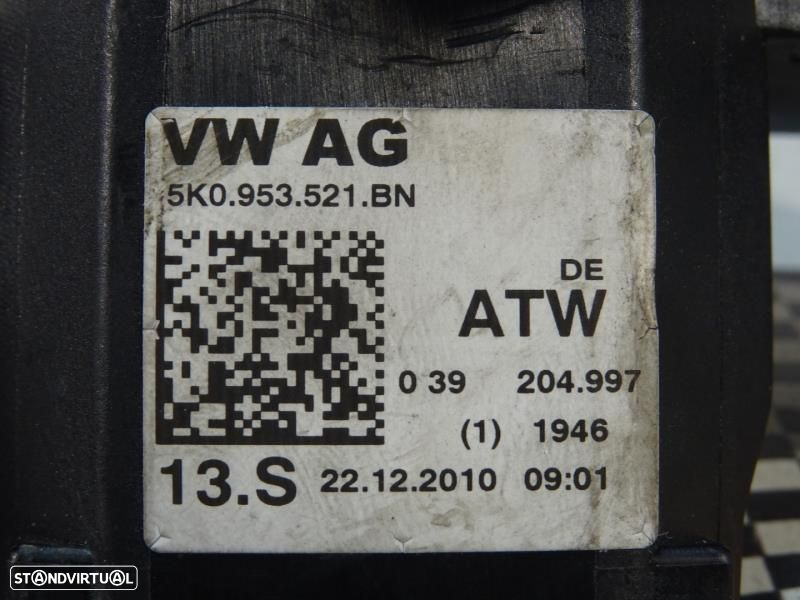 VW AG
5K0.953.521.BN
DE
ATW
0 39 204.997
(1) 1946
13.S 22.12.2010 09:01
STANDVIRTUAL